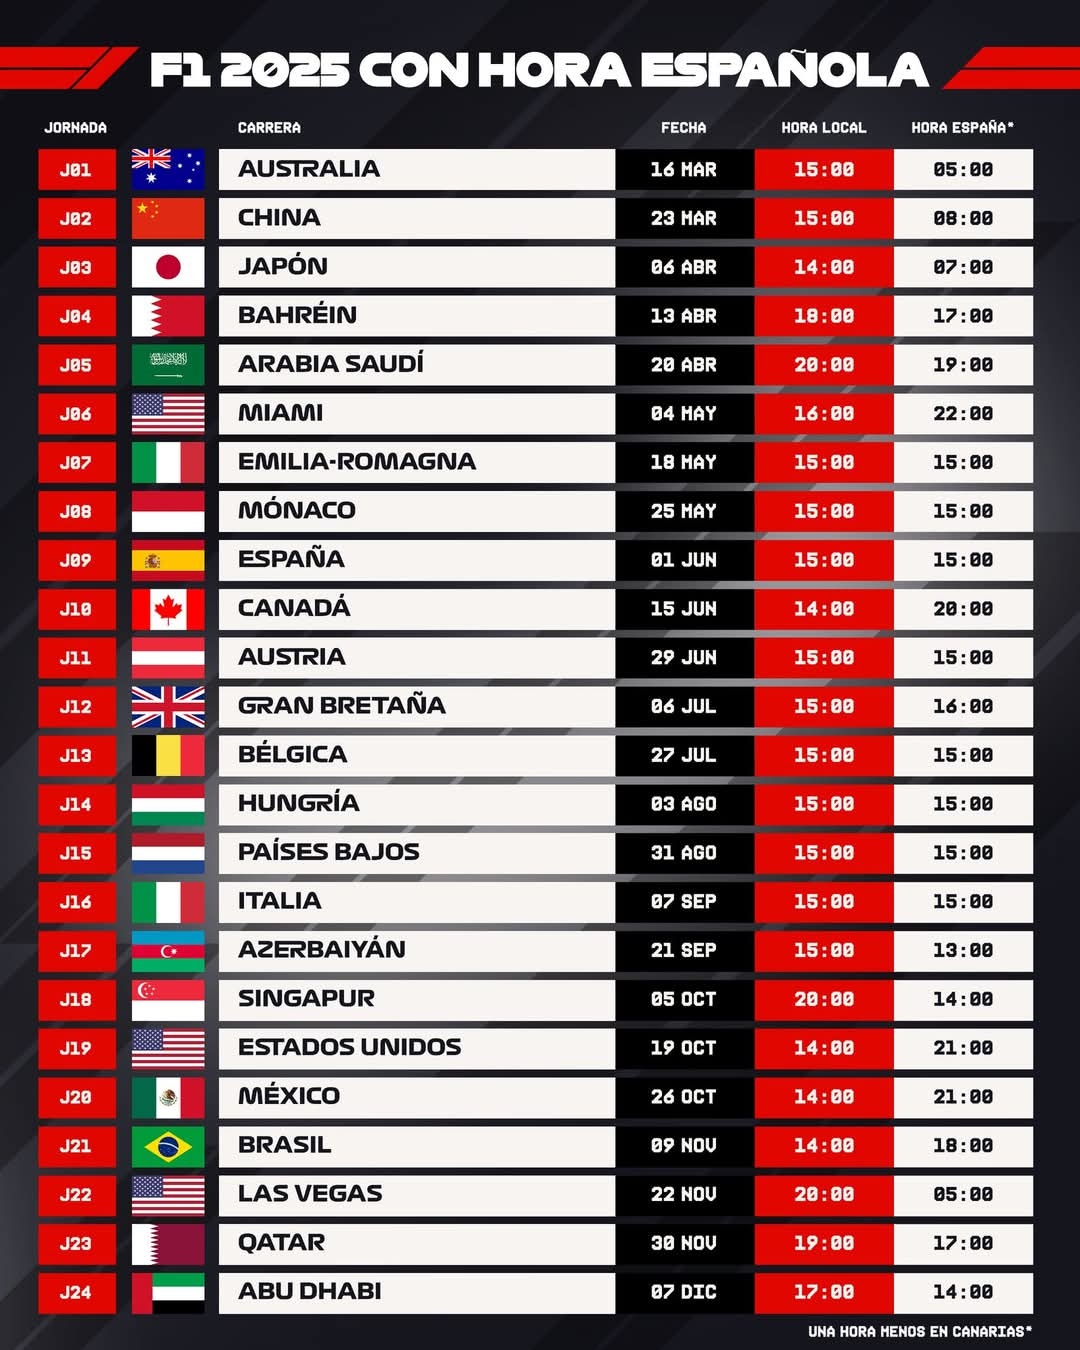 F1 2025 CON HORA ESPAÑOLA
JORNADA CARRERA FECHA HORA LOCAL HORA ESPAÑA*
J01 AUSTRALIA 16 MAR 15:00 05:00
J02 CHINA 23 MAR 15:00 08:00
J03 JAPÓN 06 ABR 14:00 07:00
J04 BAHRÉIN 13 ABR 18:00 17:00
J05 ARABIA SAUDÍ 20 ABR 20:00 19:00
J06 MIAMI 04 MAY 16:00 22:00
J07 EMILIA-ROMAGNA 18 MAY 15:00 15:00
J08 MÓNACO 25 MAY 15:00 15:00
J09 ESPAÑA 01 JUN 15:00 15:00
J10 CANADÁ 15 JUN 14:00 20:00
J11 AUSTRIA 29 JUN 15:00 15:00
J12 GRAN BRETAÑA 06 JUL 15:00 16:00
J13 BÉLGICA 27 JUL 15:00 15:00
J14 HUNGRÍA 03 AGO 15:00 15:00
J15 PAÍSES BAJOS 31 AGO 15:00 15:00
J16 ITALIA 07 SEP 15:00 15:00
J17 AZERBAIYÁN 21 SEP 15:00 13:00
J18 SINGAPUR 05 OCT 20:00 14:00
J19 ESTADOS UNIDOS 19 OCT 14:00 21:00
J20 MÉXICO 26 OCT 14:00 21:00
J21 BRASIL 09 NOV 14:00 18:00
J22 LAS VEGAS 22 NOV 20:00 05:00
J23 QATAR 30 NOV 19:00 17:00
J24 ABU DHABI 07 DIC 17:00 14:00
UNA HORA MENOS EN CANARIAS*